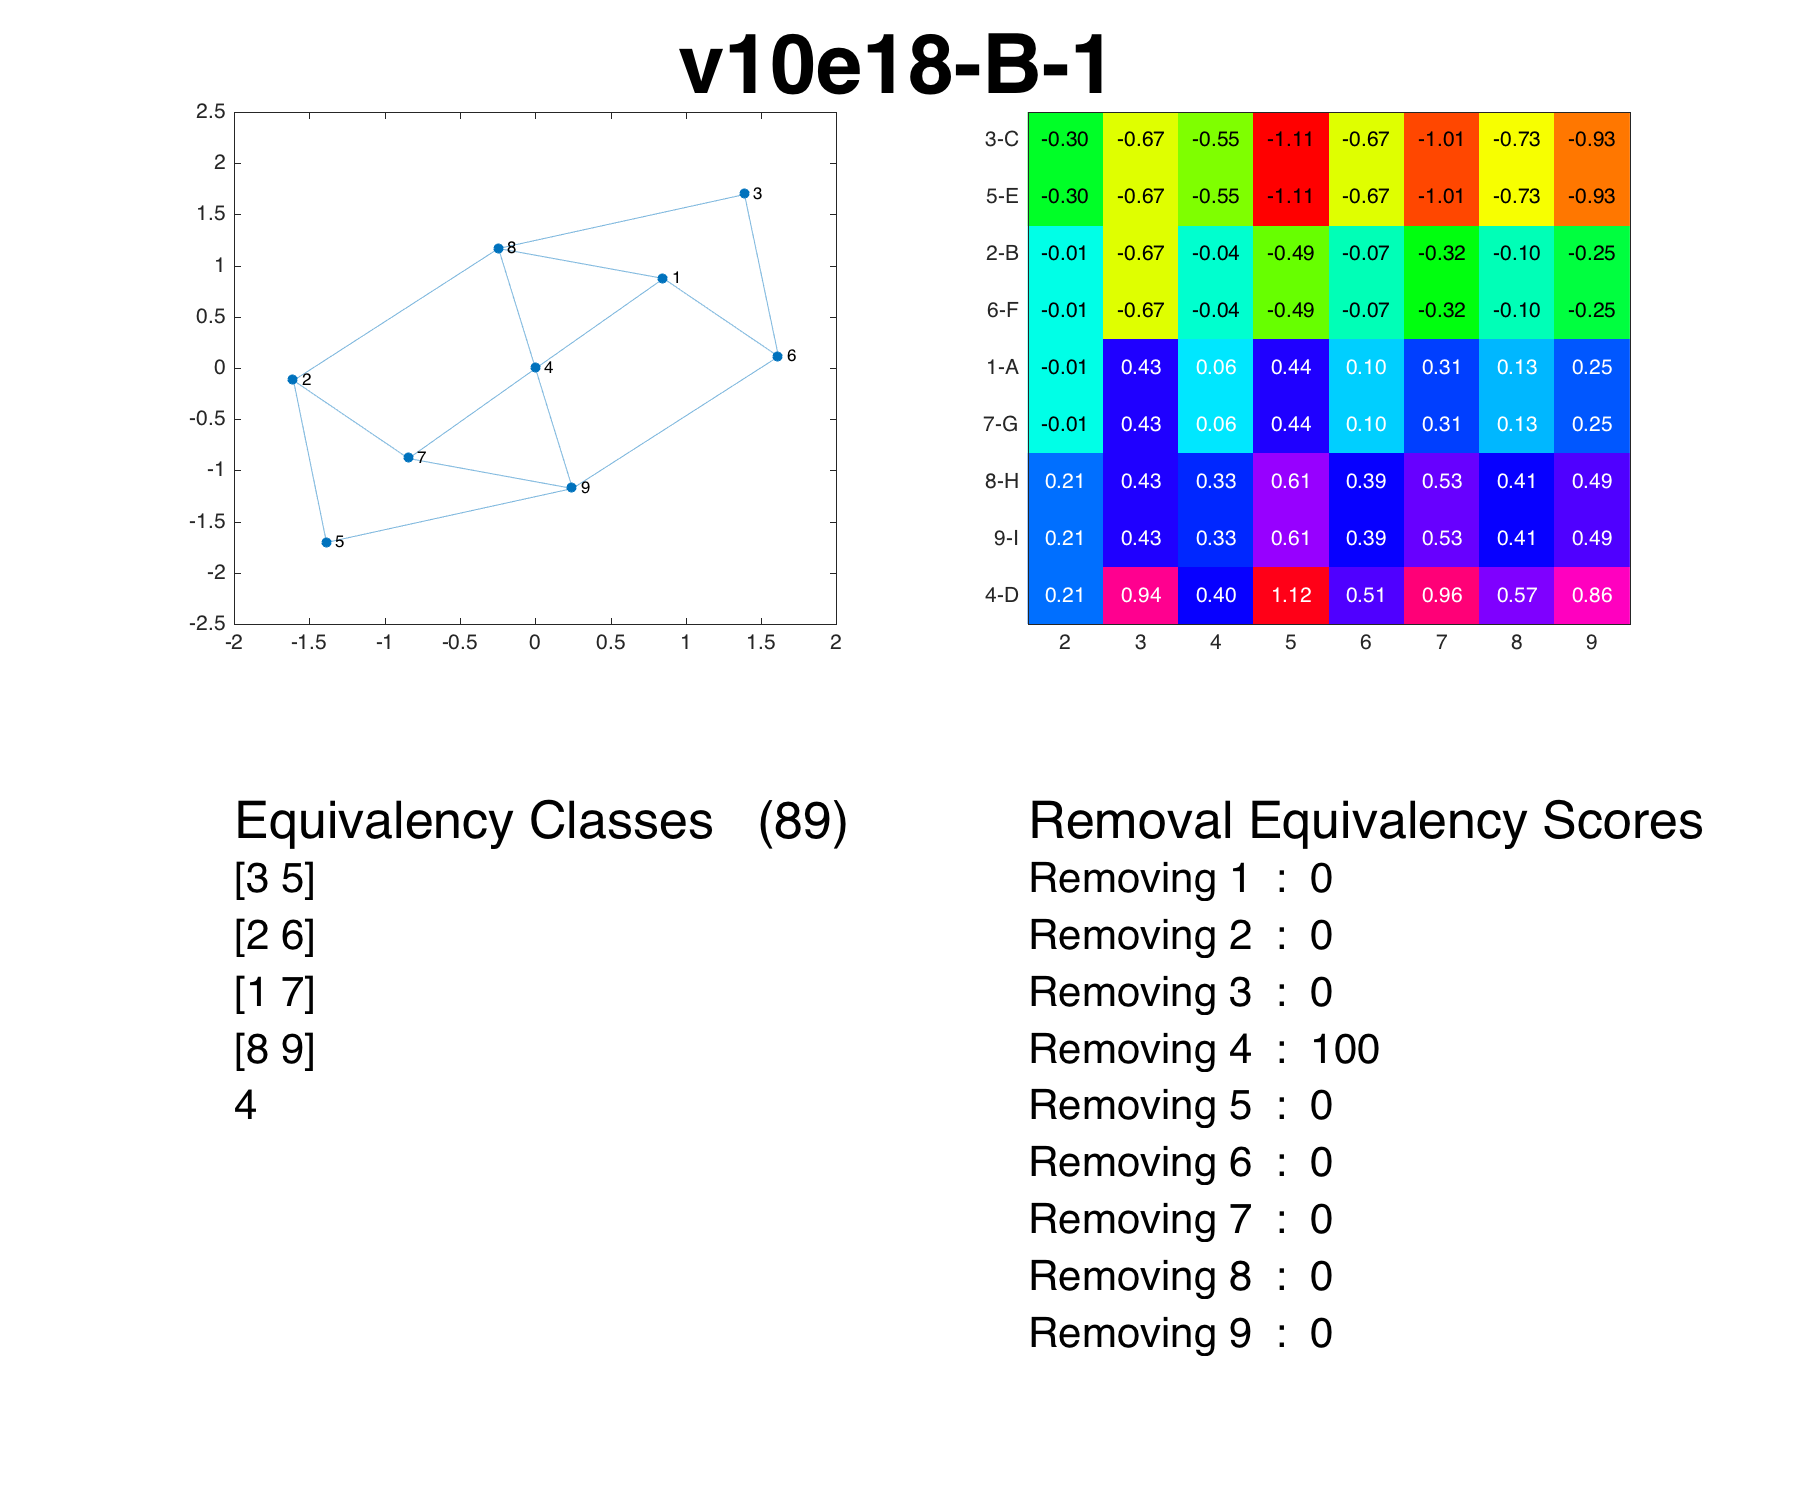 v10e18-B-1
2.5
2
1.5
1
0.5
0
-0.5
-1
-1.5
-2
-2.5
-2 -1.5 -1 -0.5 0 0.5 1 1.5 2
3
8
1
6
4
2
7
9
5
3-C -0.30 -0.67 -0.55 -1.11 -0.67 -1.01 -0.73 -0.93
5-E -0.30 -0.67 -0.55 -1.11 -0.67 -1.01 -0.73 -0.93
2-B -0.01 -0.67 -0.04 -0.49 -0.07 -0.32 -0.10 -0.25
6-F -0.01 -0.67 -0.04 -0.49 -0.07 -0.32 -0.10 -0.25
1-A -0.01 0.43 0.06 0.44 0.10 0.31 0.13 0.25
7-G -0.01 0.43 0.06 0.44 0.10 0.31 0.13 0.25
8-H 0.21 0.43 0.33 0.61 0.39 0.53 0.41 0.49
9-I 0.21 0.43 0.33 0.61 0.39 0.53 0.41 0.49
4-D 0.21 0.94 0.40 1.12 0.51 0.96 0.57 0.86
2 3 4 5 6 7 8 9
Equivalency Classes (89)
[3 5]
[2 6]
[1 7]
[8 9]
4
Removal Equivalency Scores
Removing 1 : 0
Removing 2 : 0
Removing 3 : 0
Removing 4 : 100
Removing 5 : 0
Removing 6 : 0
Removing 7 : 0
Removing 8 : 0
Removing 9 : 0